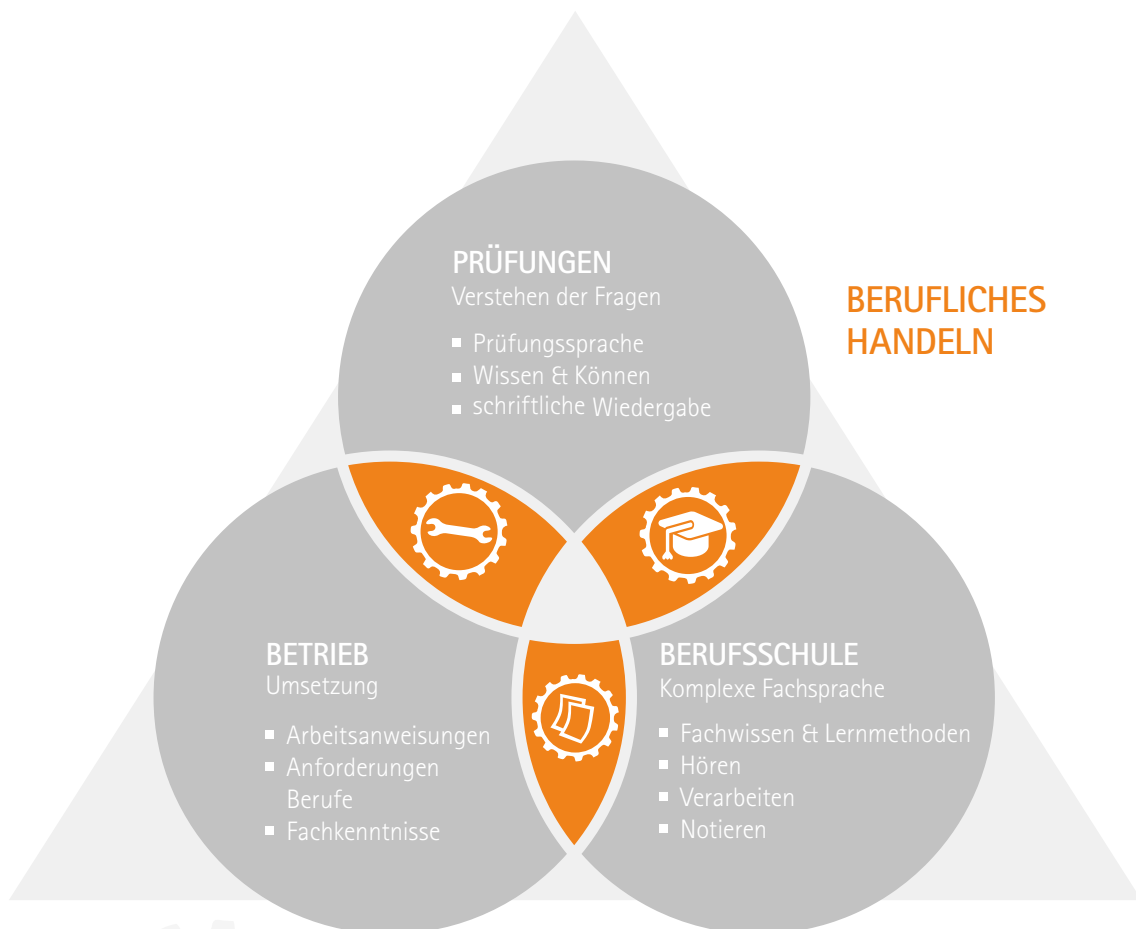 PRÜFUNGEN
Verstehen der Fragen
▪ Prüfungssprache
▪ Wissen & Können
▪ schriftliche Wiedergabe
BERUFLICHES
HANDELN
BETRIEB
Umsetzung
▪ Arbeitsanweisungen
▪ Anforderungen
Berufe
▪ Fachkenntnisse
BERUFSSCHULE
Komplexe Fachsprache
▪ Fachwissen & Lernmethoden
▪ Hören
▪ Verarbeiten
▪ Notieren